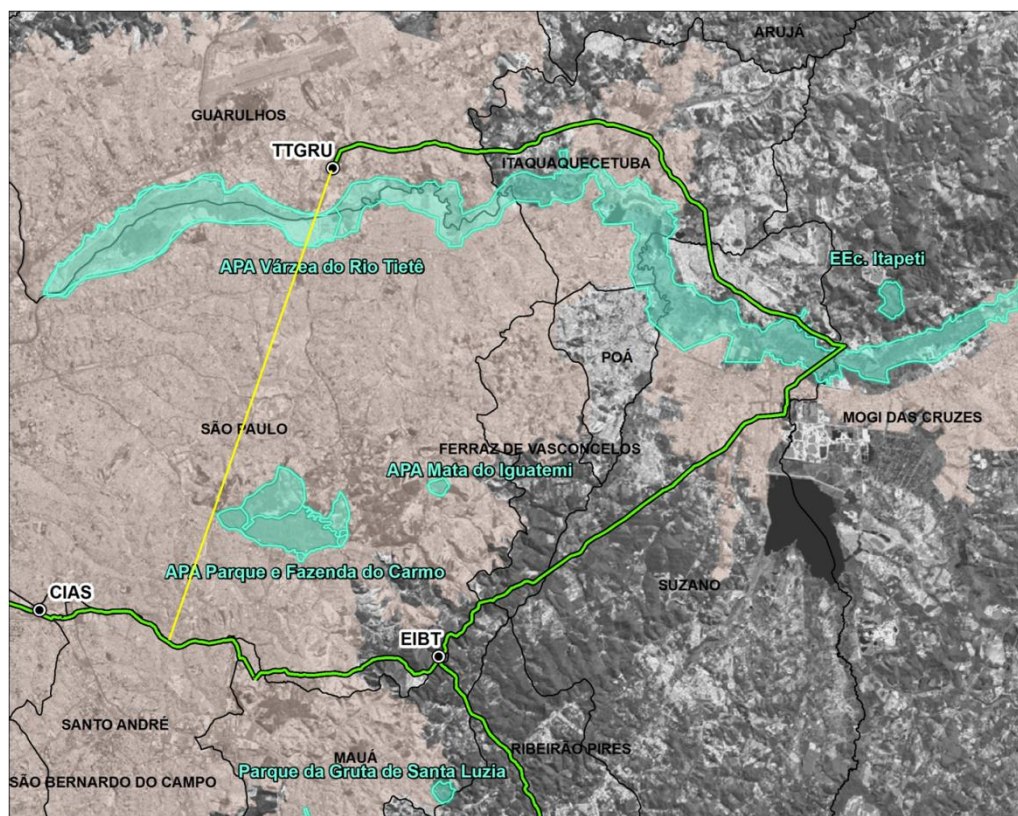 ARUJÁ
GUARULHOS
TTGRU
ITAQUAQUECETUBA
APA Várzea do Rio Tietê
EEc. Itapeti
POÁ
SÃO PAULO
MOGI DAS CRUZES
FERRAZ DE VASCONCELOS
APA Mata do Iguatemi
APA Parque e Fazenda do Carmo
SUZANO
CIAS
EIBT
SANTO ANDRÉ
RIBEIRÃO PIRES
MAUÁ
Parque da Gruta de Santa Luzia
SÃO BERNARDO DO CAMPO